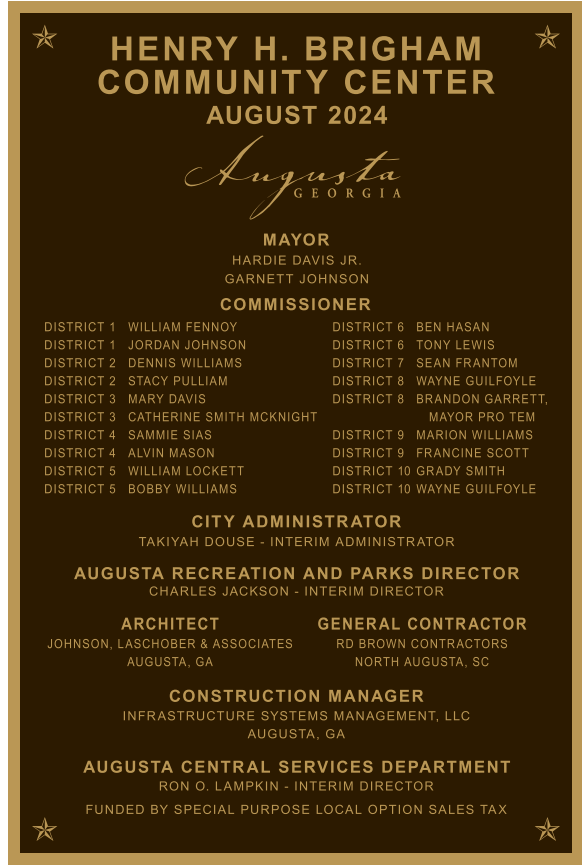 HENRY H. BRIGHAM
COMMUNITY CENTER
AUGUST 2024
Augusta
GEORGIA
MAYOR
HARDIE DAVIS JR.
GARNETT JOHNSON
COMMISSIONER
DISTRICT 1 WILLIAM FENNOY
DISTRICT 1 JORDAN JOHNSON
DISTRICT 2 DENNIS WILLIAMS
DISTRICT 2 STACY PULLIAM
DISTRICT 3 MARY DAVIS
DISTRICT 3 CATHERINE SMITH MCKNIGHT
DISTRICT 4 SAMMIE SIAS
DISTRICT 4 ALVIN MASON
DISTRICT 5 WILLIAM LOCKETT
DISTRICT 5 BOBBY WILLIAMS
DISTRICT 6 BEN HASAN
DISTRICT 6 TONY LEWIS
DISTRICT 7 SEAN FRANTOM
DISTRICT 8 WAYNE GUILFOYLE
DISTRICT 8 BRANDON GARRETT,
MAYOR PRO TEM
DISTRICT 9 MARION WILLIAMS
DISTRICT 9 FRANCINE SCOTT
DISTRICT 10 GRADY SMITH
DISTRICT 10 WAYNE GUILFOYLE
CITY ADMINISTRATOR
TAKIYAH DOUSE - INTERIM ADMINISTRATOR
AUGUSTA RECREATION AND PARKS DIRECTOR
CHARLES JACKSON - INTERIM DIRECTOR
ARCHITECT
JOHNSON, LASCHOBER & ASSOCIATES
AUGUSTA, GA
GENERAL CONTRACTOR
RD BROWN CONTRACTORS
NORTH AUGUSTA, SC
CONSTRUCTION MANAGER
INFRASTRUCTURE SYSTEMS MANAGEMENT, LLC
AUGUSTA, GA
AUGUSTA CENTRAL SERVICES DEPARTMENT
RON O. LAMPKIN - INTERIM DIRECTOR
FUNDED BY SPECIAL PURPOSE LOCAL OPTION SALES TAX